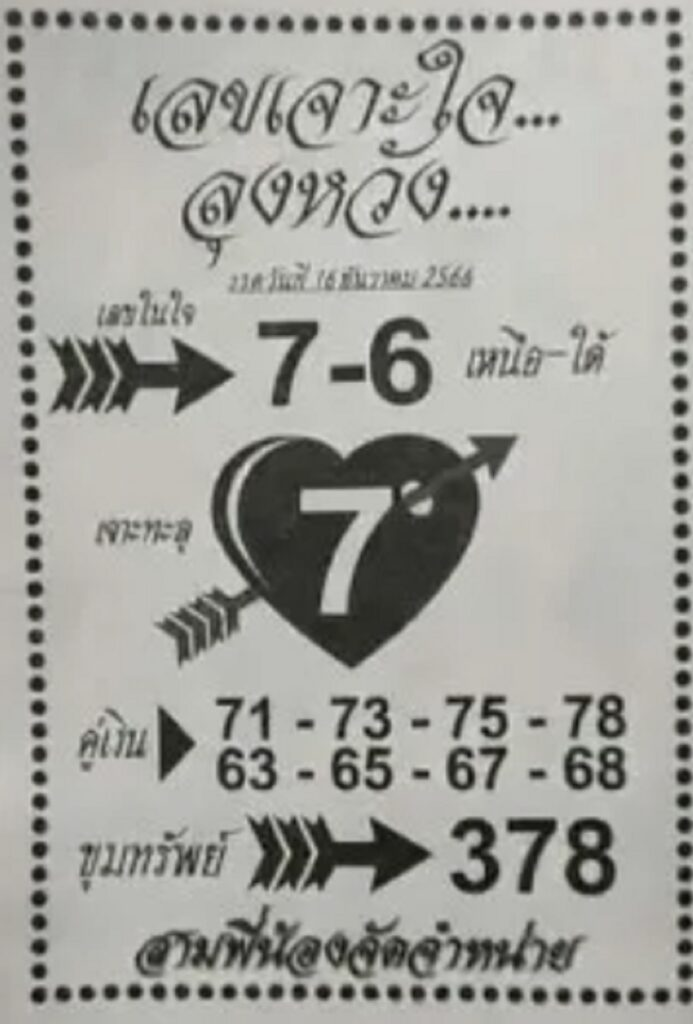 เลขเจาะใจ...
ลุงหวัง....
งวดวันที่ 16 ธันวาคม 2566
เลขในใจ
7-6 เหนือ-ใต้
เจาะทะลุ
7
คู่เงิน
71 - 73 - 75 - 78
63 - 65 - 67 - 68
ขุมทรัพย์ 378
สามพี่น้องจัดจำหน่าย